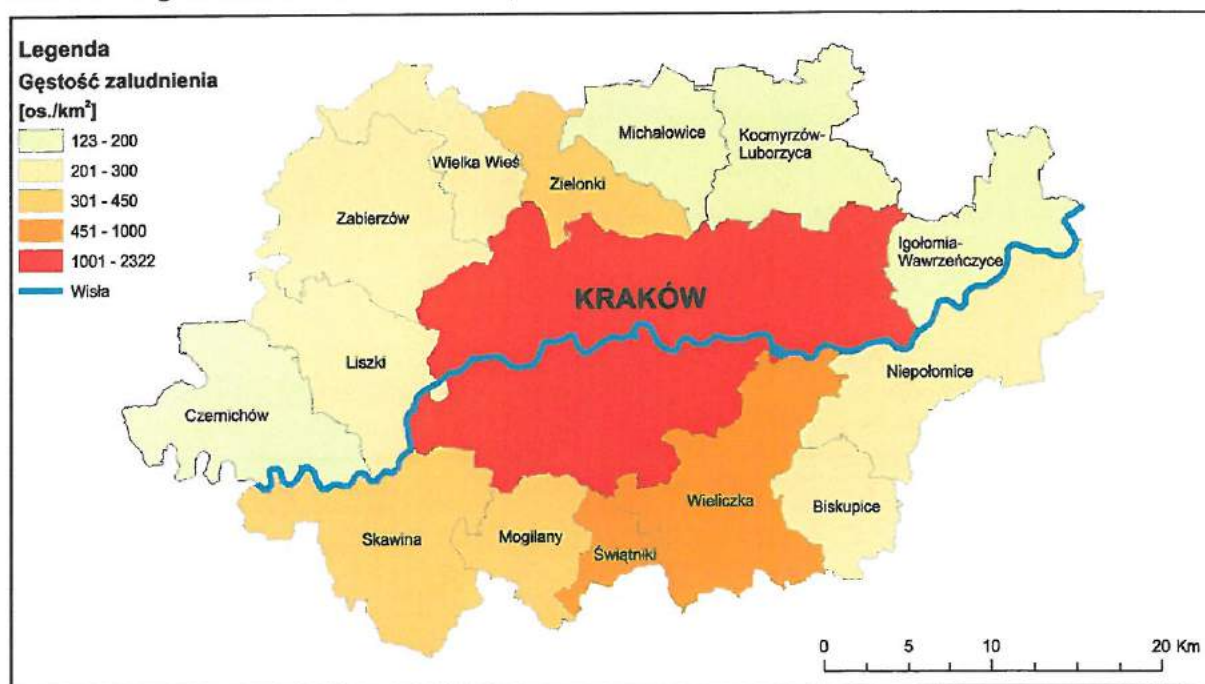 Legenda
Gęstość zaludnienia
[os./km²]
123 - 200
201 - 300
301 - 450
451 - 1000
1001 - 2322
Wisła
Michałowice
Kocmyrzów-
Luborzyca
Wielka Wieś
Zielonki
Zabierzów
Igołomia-
Wawrzeńczyce
KRAKÓW
Liszki
Niepołomice
Czernichów
Wieliczka
Biskupice
Skawina
Mogilany
Świątniki
0 5 10 20 Km